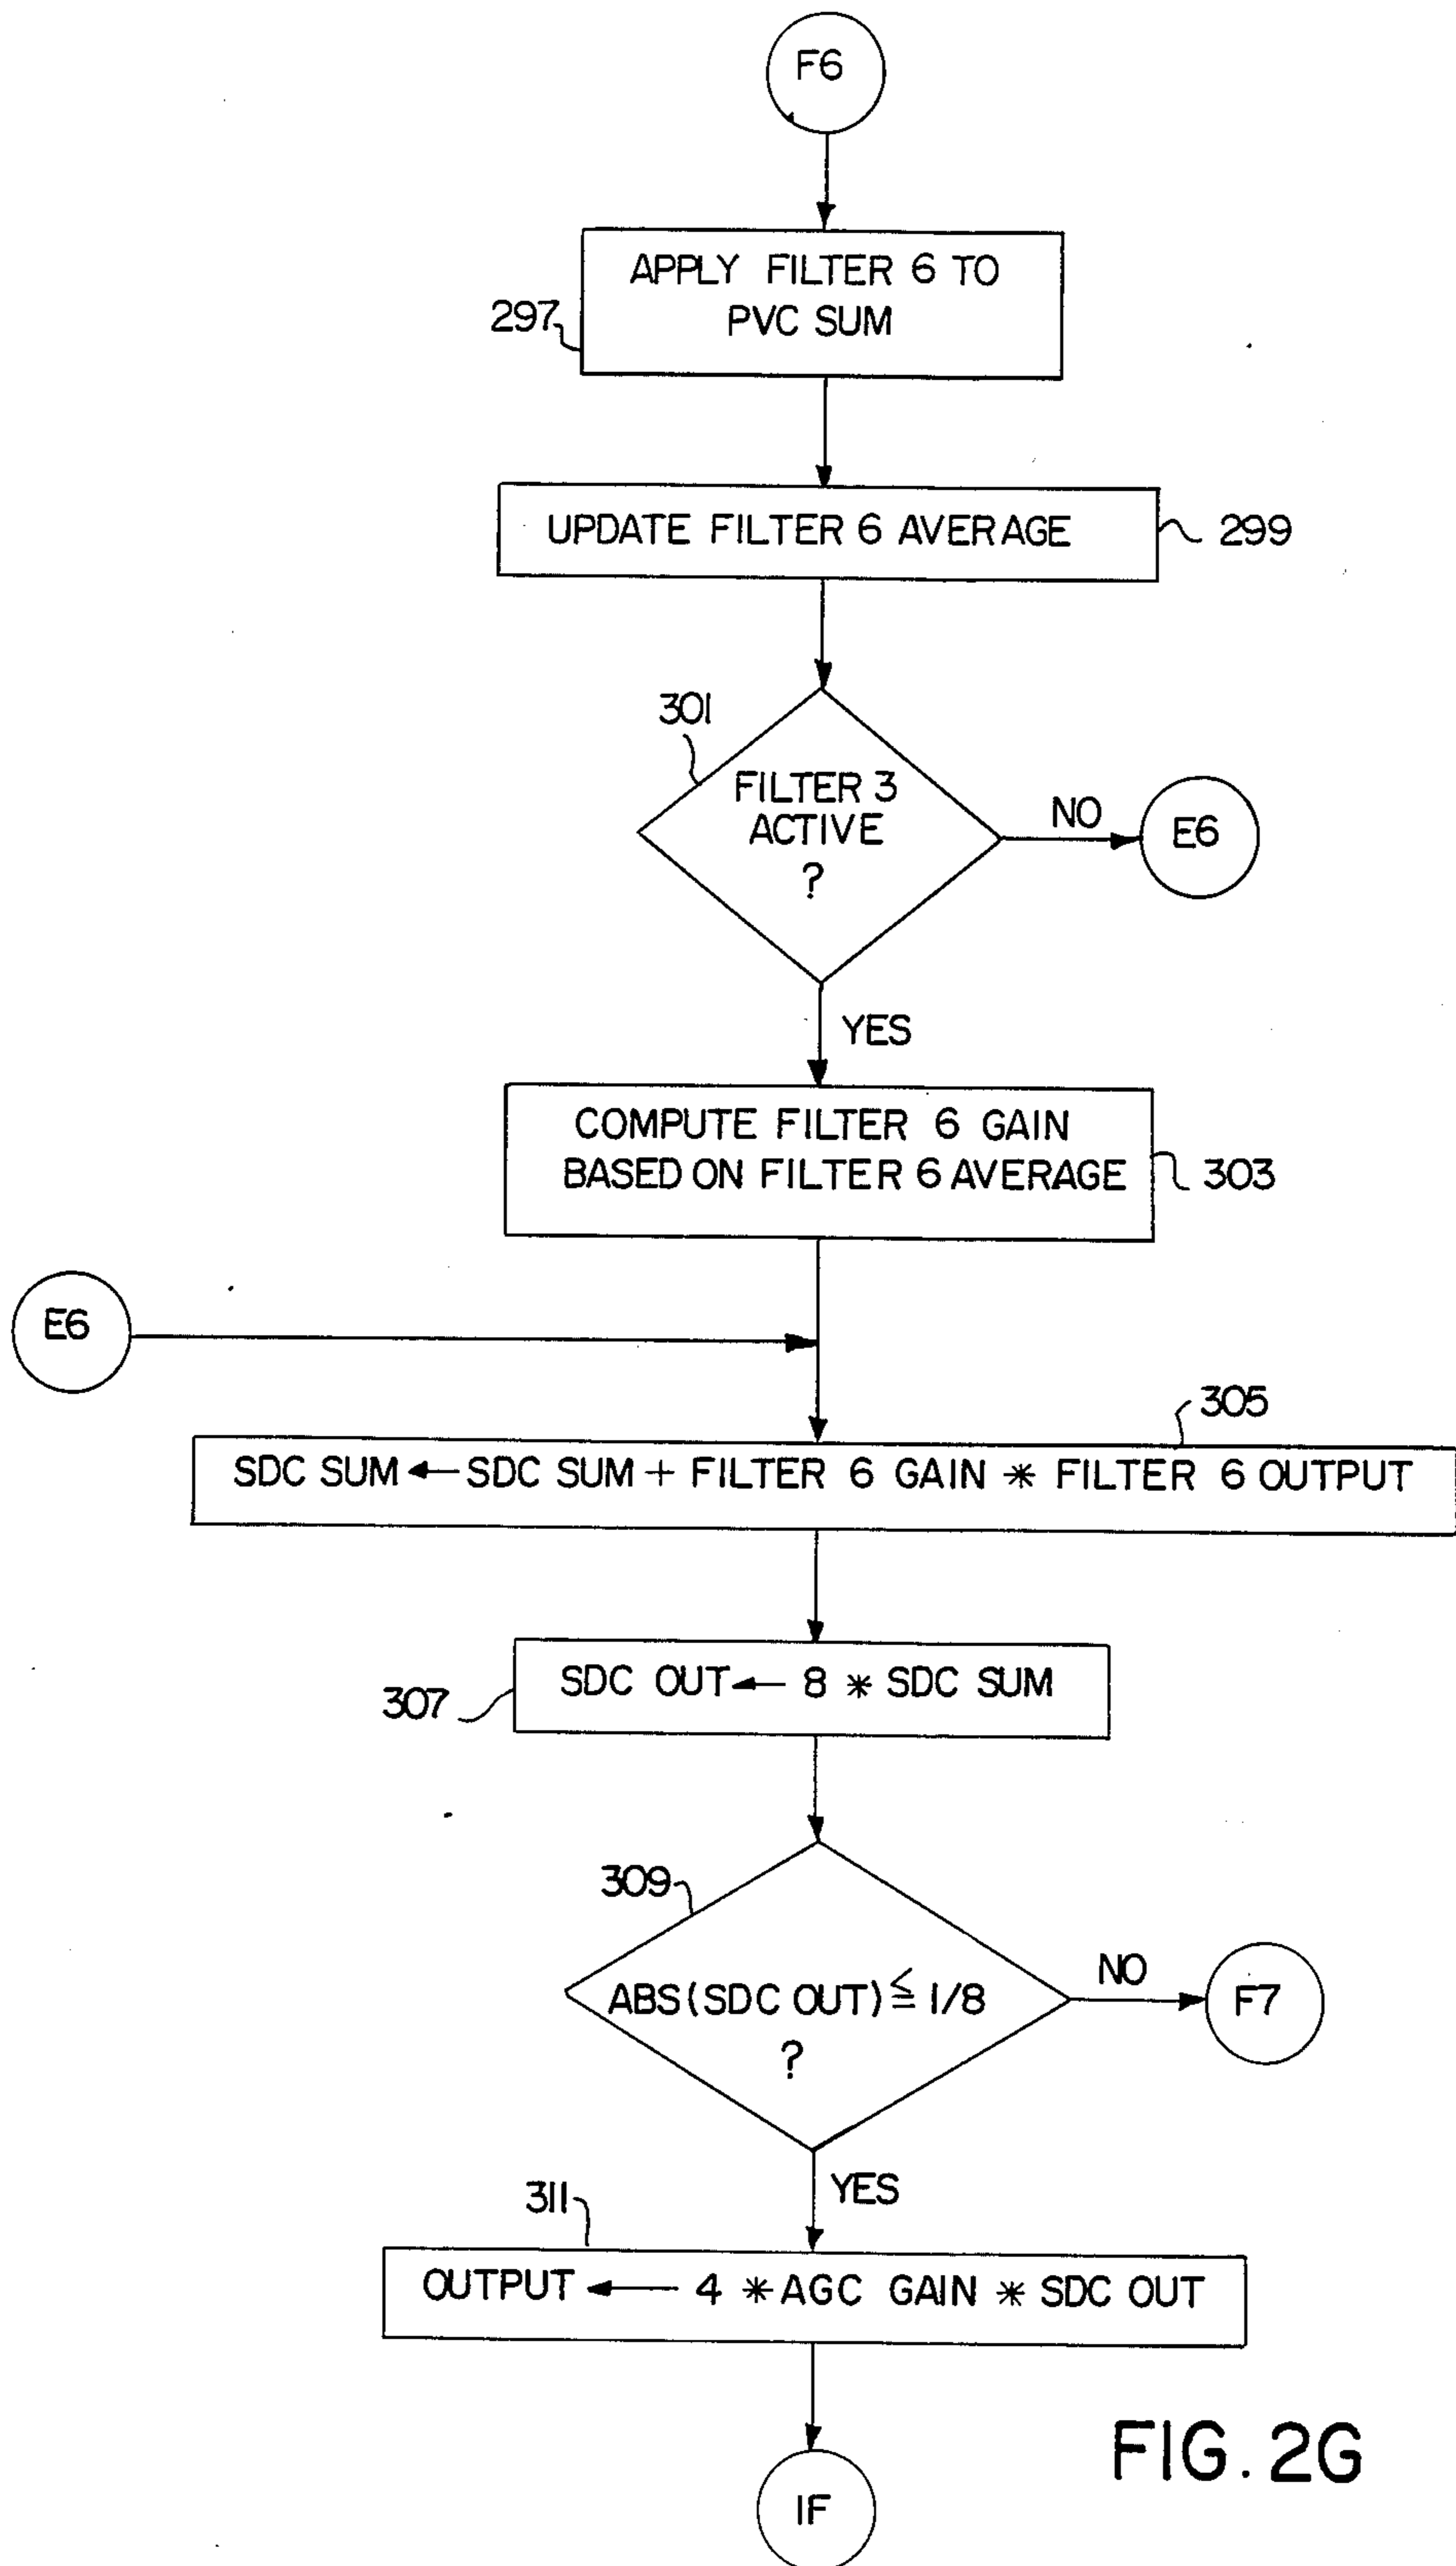 F6
APPLY FILTER 6 TO
PVC SUM
297
UPDATE FILTER 6 AVERAGE
299
301
FILTER 3
ACTIVE
?
NO
E6
YES
COMPUTE FILTER 6 GAIN
BASED ON FILTER 6 AVERAGE
303
E6
305
SDC SUM ← SDC SUM + FILTER 6 GAIN * FILTER 6 OUTPUT
SDC OUT ← 8 * SDC SUM
307
309
ABS(SDC OUT) ≦ 1/8
?
NO
F7
YES
311
OUTPUT ← 4 * AGC GAIN * SDC OUT
1F
FIG. 2G